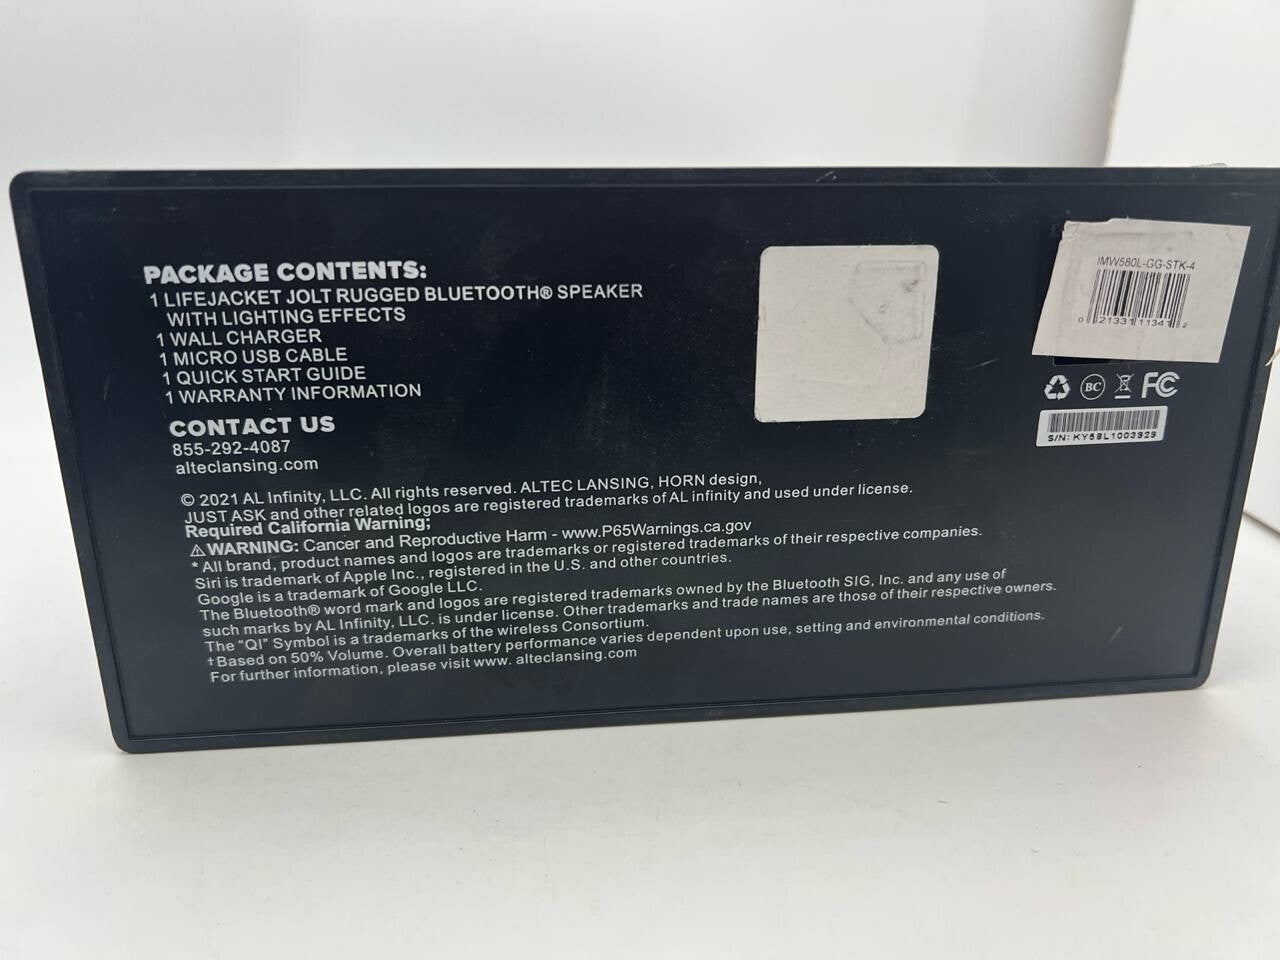 PACKAGE CONTENTS:
1 LIFEJACKET JOLT RUGGED BLUETOOTH® SPEAKER
WITH LIGHTING EFFECTS
1 WALL CHARGER
1 MICRO USB CABLE
1 QUICK START GUIDE
1 WARRANTY INFORMATION
CONTACT US
855-292-4087
alteclansing.com
© 2021 AL Infinity, LLC. All rights reserved. ALTEC LANSING, HORN design,
JUST ASK and other related logos are registered trademarks of AL infinity and used under license.
Required California Warning;
⚠WARNING: Cancer and Reproductive Harm - www.P65Warnings.ca.gov
* All brand, product names and logos are trademarks or registered trademarks of their respective companies.
Siri is trademark of Apple Inc., registered in the U.S. and other countries.
Google is a trademark of Google LLC.
The Bluetooth® word mark and logos are registered trademarks owned by the Bluetooth SIG, Inc. and any use of
such marks by AL Infinity, LLC. is under license. Other trademarks and trade names are those of their respective owners.
The "QI" Symbol is a trademarks of the wireless Consortium.
†Based on 50% Volume. Overall battery performance varies dependent upon use, setting and environmental conditions.
For further information, please visit www. alteclansing.com
IMW580L-GG-STK-4
0 21331 11341 2
BC FC
S/N: KY58L1003929